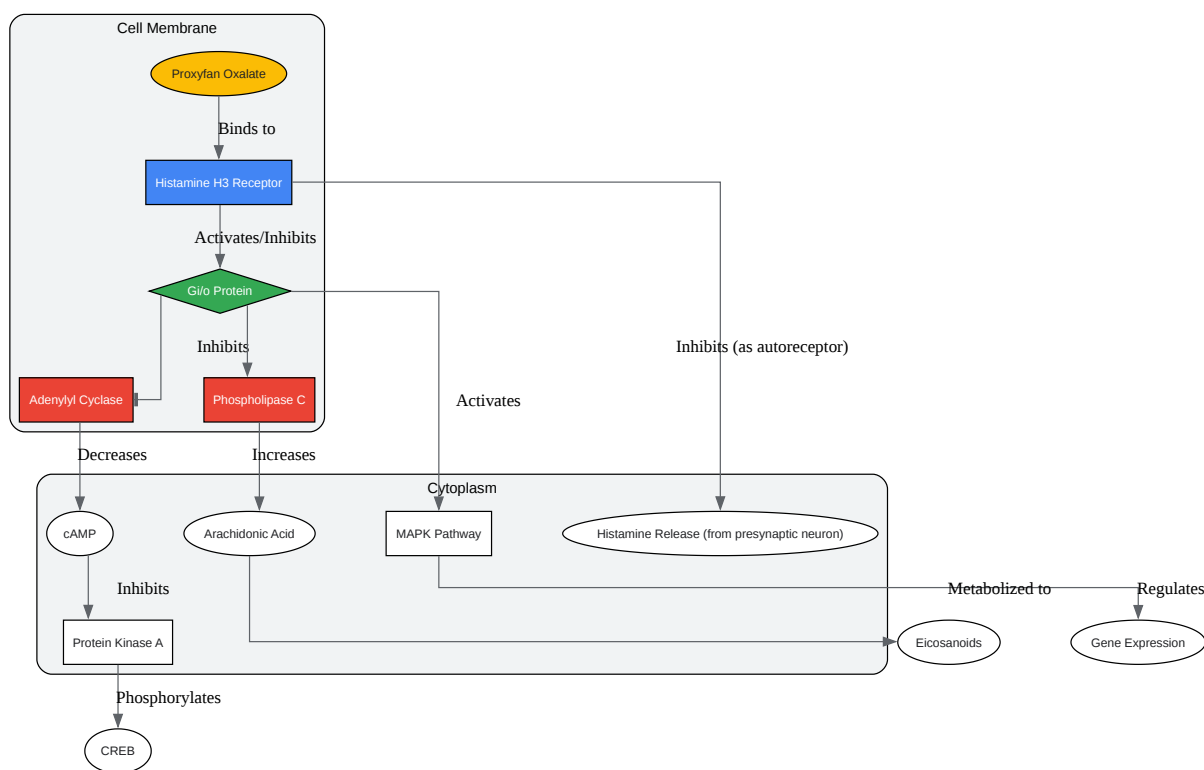 Cell Membrane
Proxyfan Oxalate
Binds to
Histamine H3 Receptor
Activates/Inhibits
Gi/o Protein
Inhibits
Inhibits (as autoreceptor)
Adenylyl Cyclase
Phospholipase C
Activates
Decreases
Increases
Cytoplasm
cAMP
Arachidonic Acid
MAPK Pathway
Histamine Release (from presynaptic neuron)
Inhibits
Metabolized to
Regulates
Protein Kinase A
Eicosanoids
Gene Expression
Phosphorylates
CREB